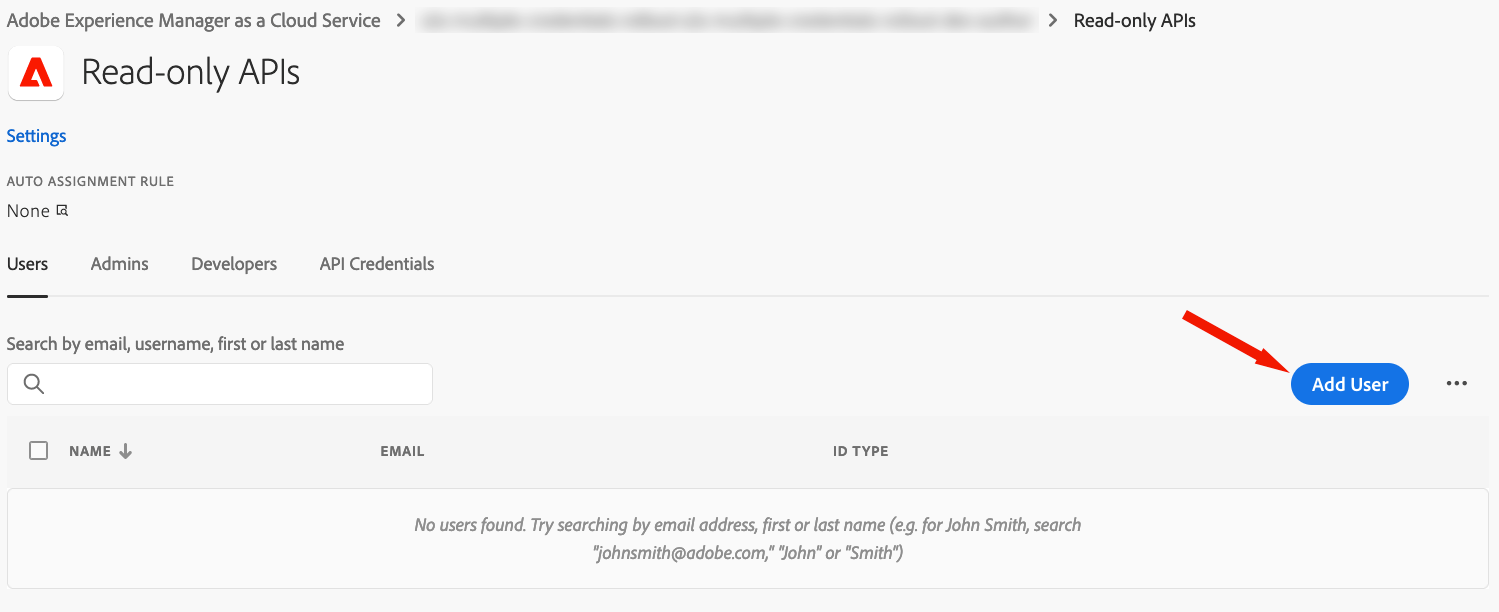 Adobe Experience Manager as a Cloud Service > > Read-only APIs
Read-only APIs
Settings
AUTO ASSIGNMENT RULE
None
Users Admins Developers API Credentials
Search by email, username, first or last name
Add User ...
NAME ↓ EMAIL ID TYPE
No users found. Try searching by email address, first or last name (e.g. for John Smith, search
"johnsmith@adobe.com," "John" or "Smith")